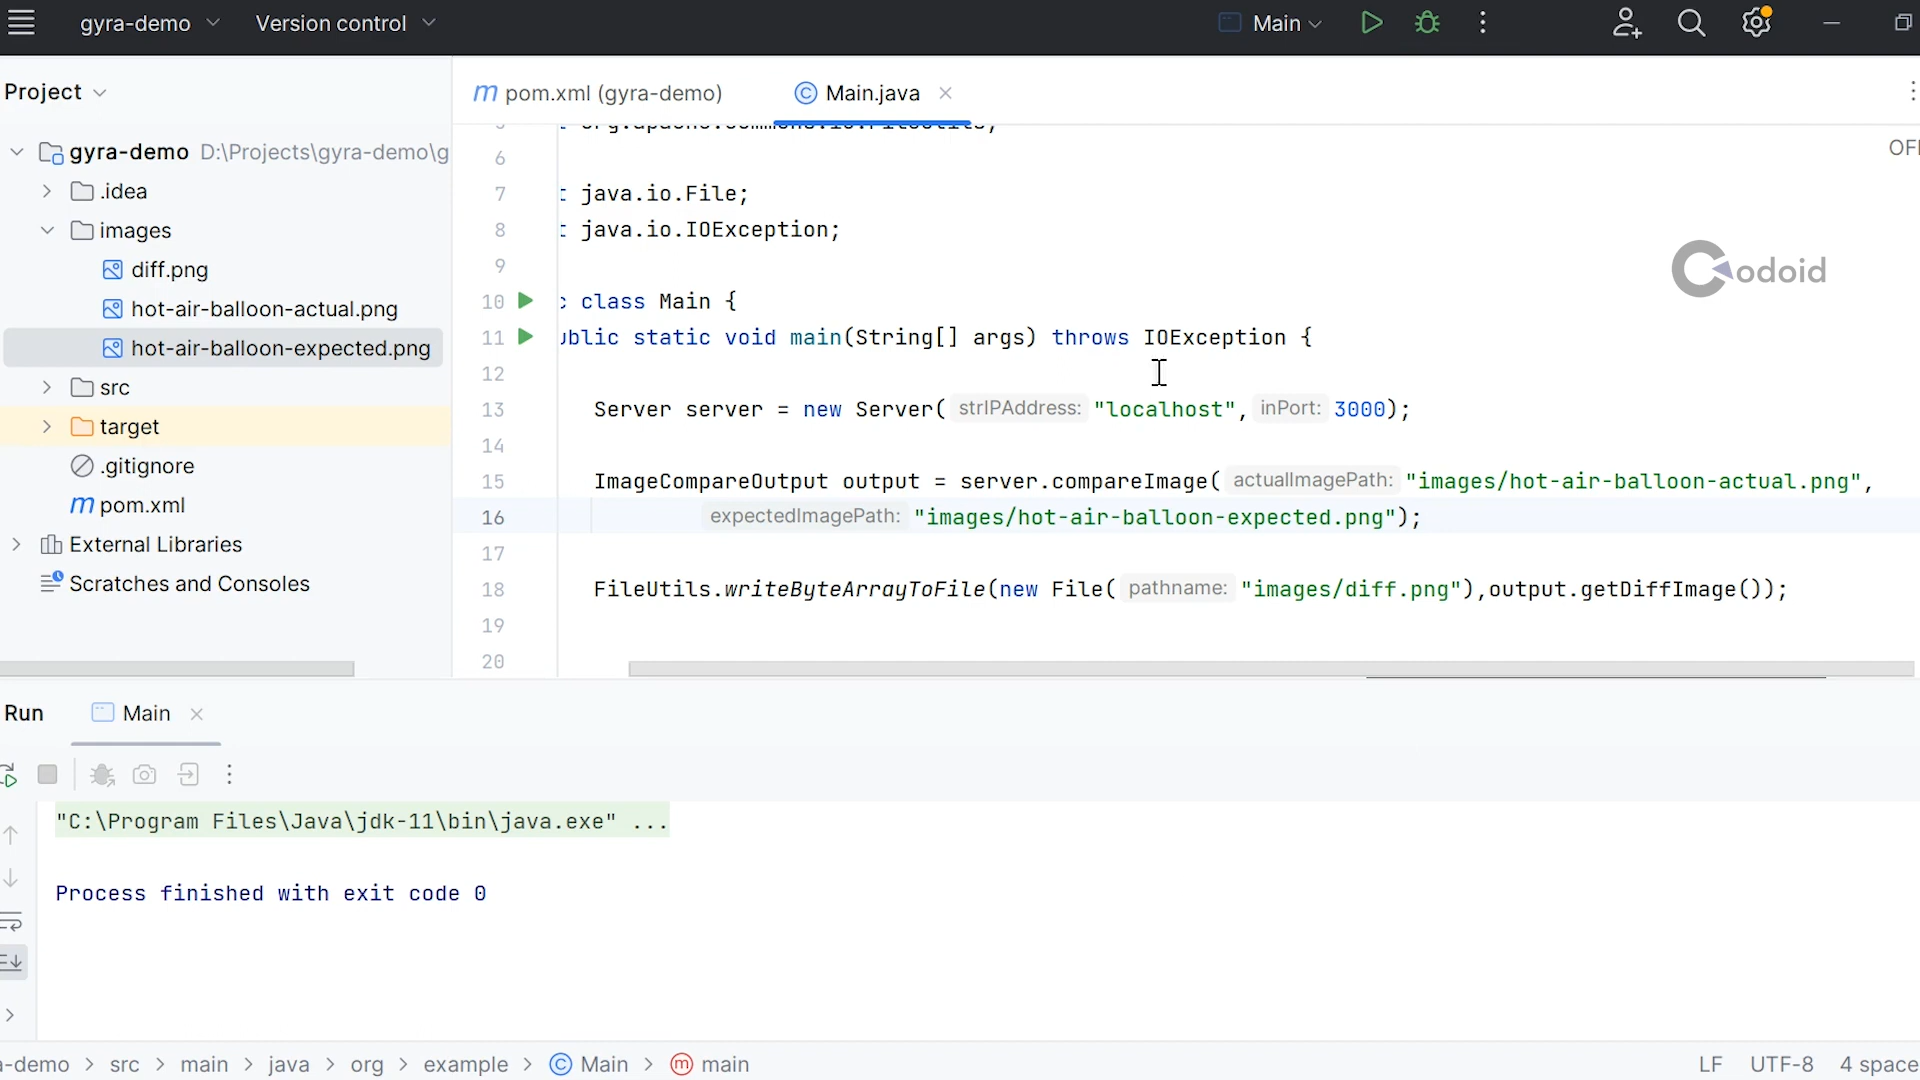 gyra-demo Version control Main
Project
pom.xml (gyra-demo)
Main.java
gyra-demo D:\Projects\gyra-demo\g
.idea
images
diff.png
hot-air-balloon-actual.png
hot-air-balloon-expected.png
src
target
.gitignore
m pom.xml
External Libraries
Scratches and Consoles
6
7 t java.io.File;
8 t java.io.IOException;
9
10 c class Main {
11 ublic static void main(String[] args) throws IOException {
12
13 Server server = new Server( strIPAddress: "localhost", inPort: 3000);
14
15 ImageCompareOutput output = server.compareImage( actualImagePath: "images/hot-air-balloon-actual.png",
16 expectedImagePath: "images/hot-air-balloon-expected.png");
17
18 FileUtils.writeByteArrayToFile(new File( pathname: "images/diff.png"),output.getDiffImage());
19
20
Codoid
Run Main
"C:\Program Files\Java\jdk-11\bin\java.exe" ...
Process finished with exit code 0
a-demo > src > main > java > org > example > Main > main
LF UTF-8 4 space